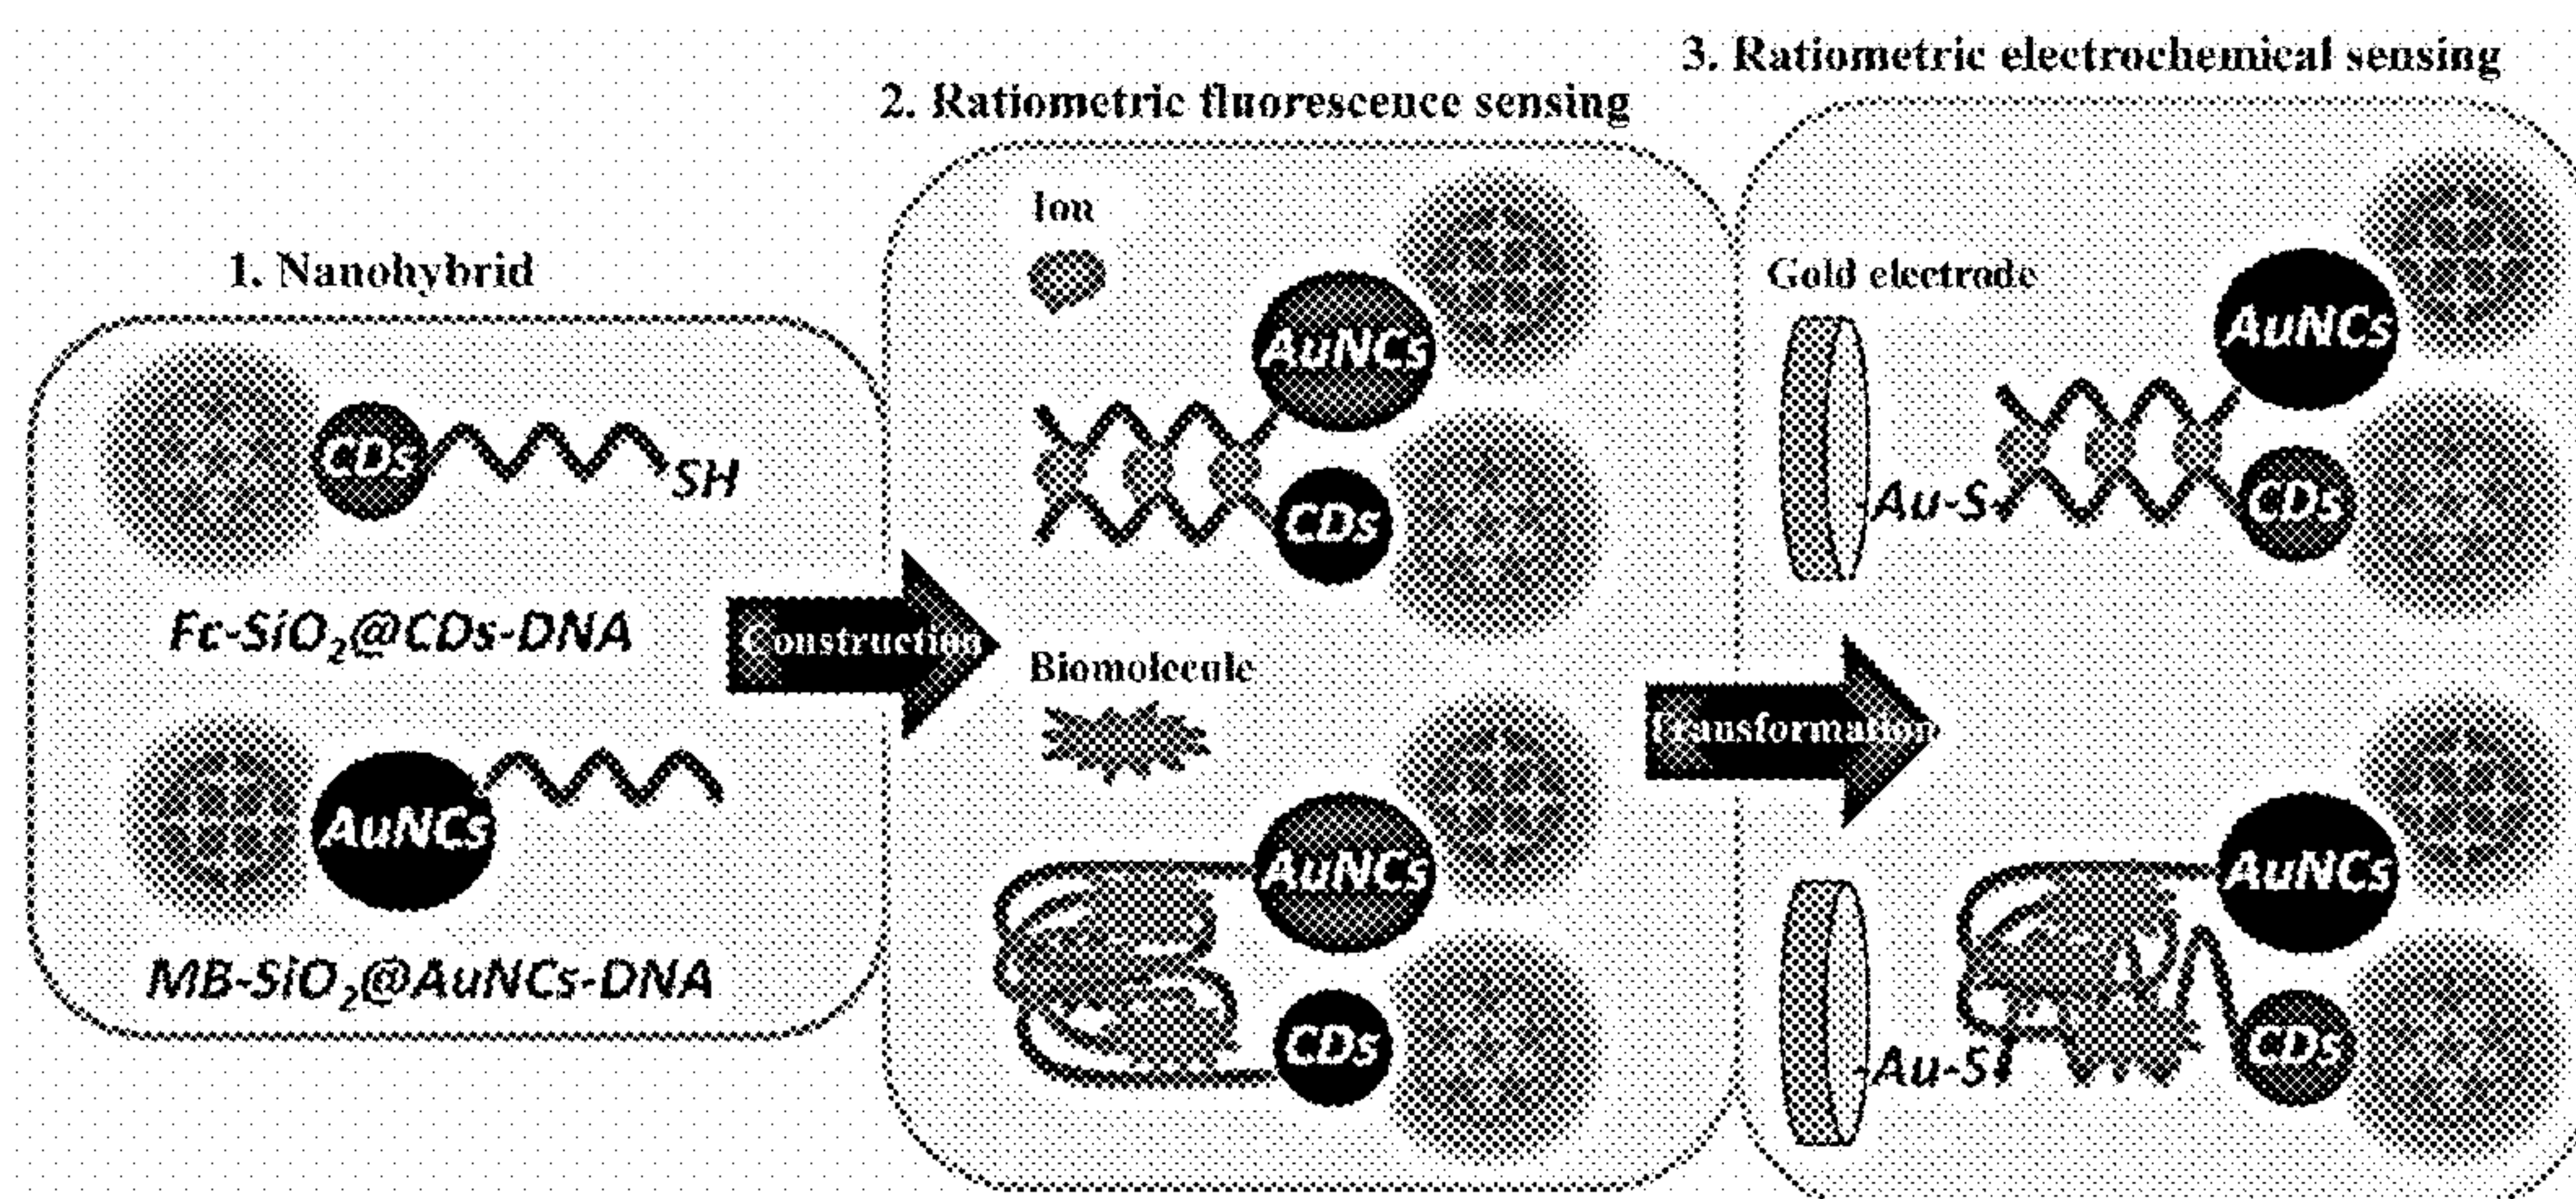 1. Nanohybrid
CDs
SH
Fc-SiO₂@CDs-DNA
AuNCs
MB-SiO₂@AuNCs-DNA
Construction
2. Ratiometric fluorescence sensing
Ion
AuNCs
CDs
Biomolecule
AuNCs
CDs
Transformation
3. Ratiometric electrochemical sensing
Gold electrode
AuNCs
Au-S
CDs
AuNCs
Au-S
CDs